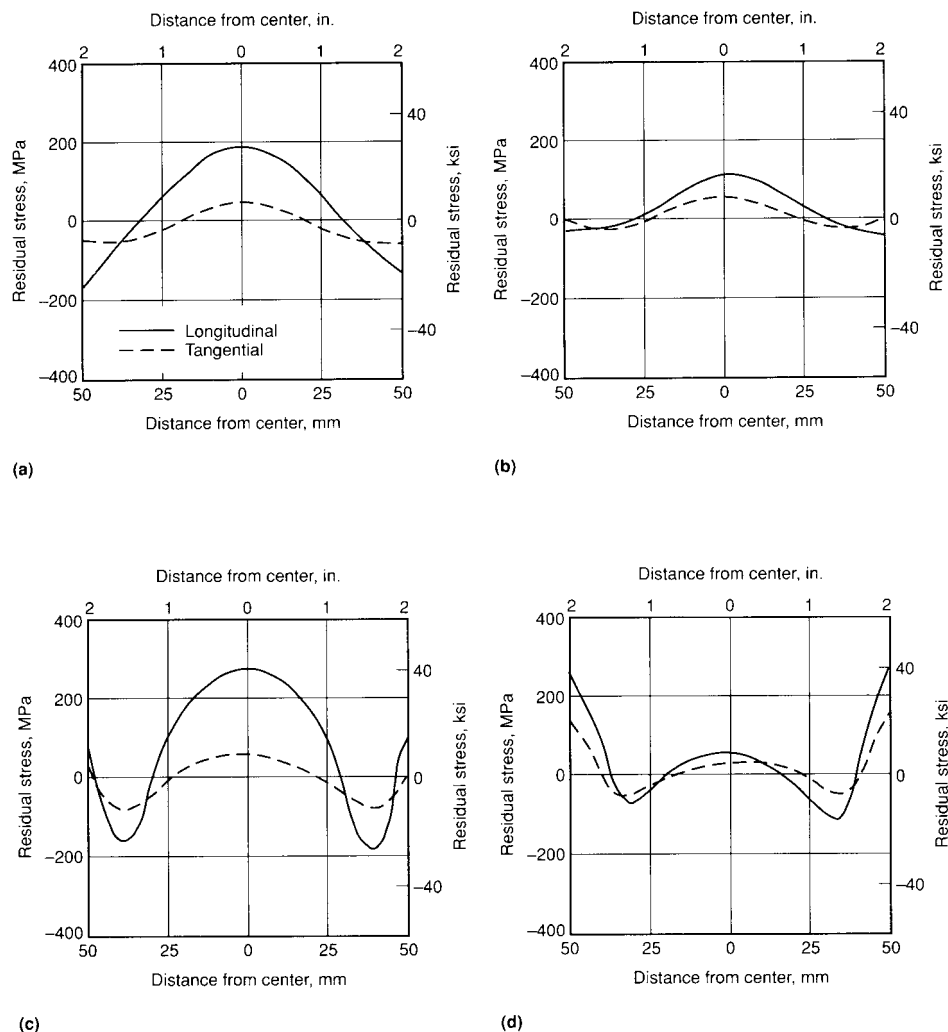 Distance from center, in.
2 1 0 1 2
400
200
0
−200
−400
Residual stress, MPa
40
0
−40
Residual stress, ksi
Longitudinal
Tangential
50 25 0 25 50
Distance from center, mm
(a)
Distance from center, in.
2 1 0 1 2
400
200
0
−200
−400
Residual stress, MPa
40
0
−40
Residual stress, ksi
50 25 0 25 50
Distance from center, mm
(b)
Distance from center, in.
2 1 0 1 2
400
200
0
−200
−400
Residual stress, MPa
40
0
−40
Residual stress, ksi
50 25 0 25 50
Distance from center, mm
(c)
Distance from center, in.
2 1 0 1 2
400
200
0
−200
−400
Residual stress, MPa
40
0
−40
Residual stress, ksi
50 25 0 25 50
Distance from center, mm
(d)